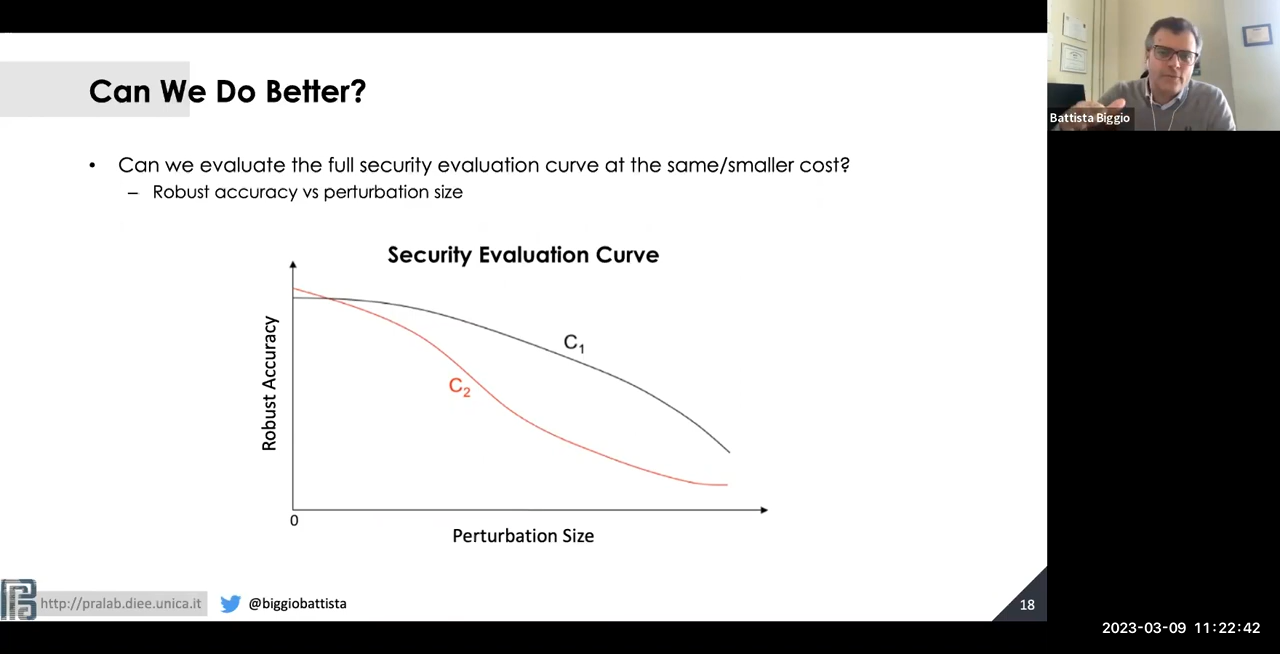 Can We Do Better?
• Can we evaluate the full security evaluation curve at the same/smaller cost?
– Robust accuracy vs perturbation size
Security Evaluation Curve
Robust Accuracy
C1
C2
0
Perturbation Size
http://pralab.diee.unica.it
@biggiobattista
18
Battista Biggio
2023-03-09 11:22:42